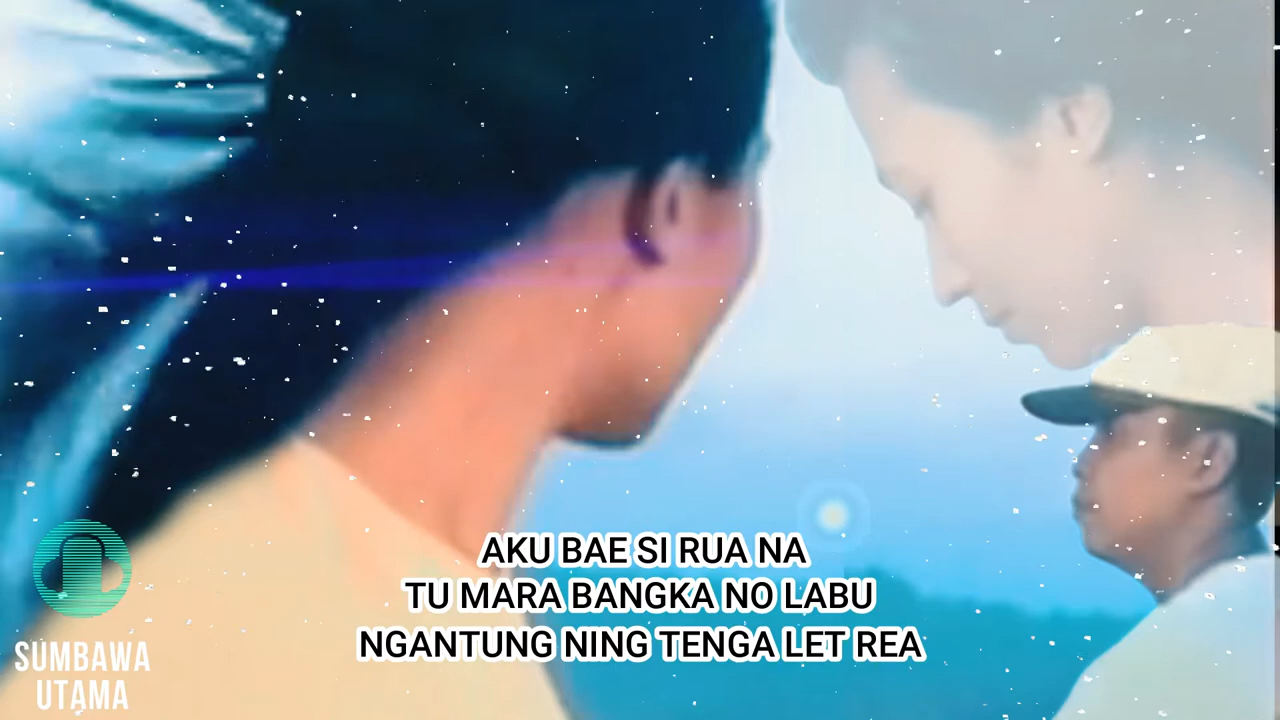 AKU BAE SI RUA NA
TU MARA BANGKA NO LABU
NGANTUNG NING TENGA LET REA
SUMBAWA
UTAMA